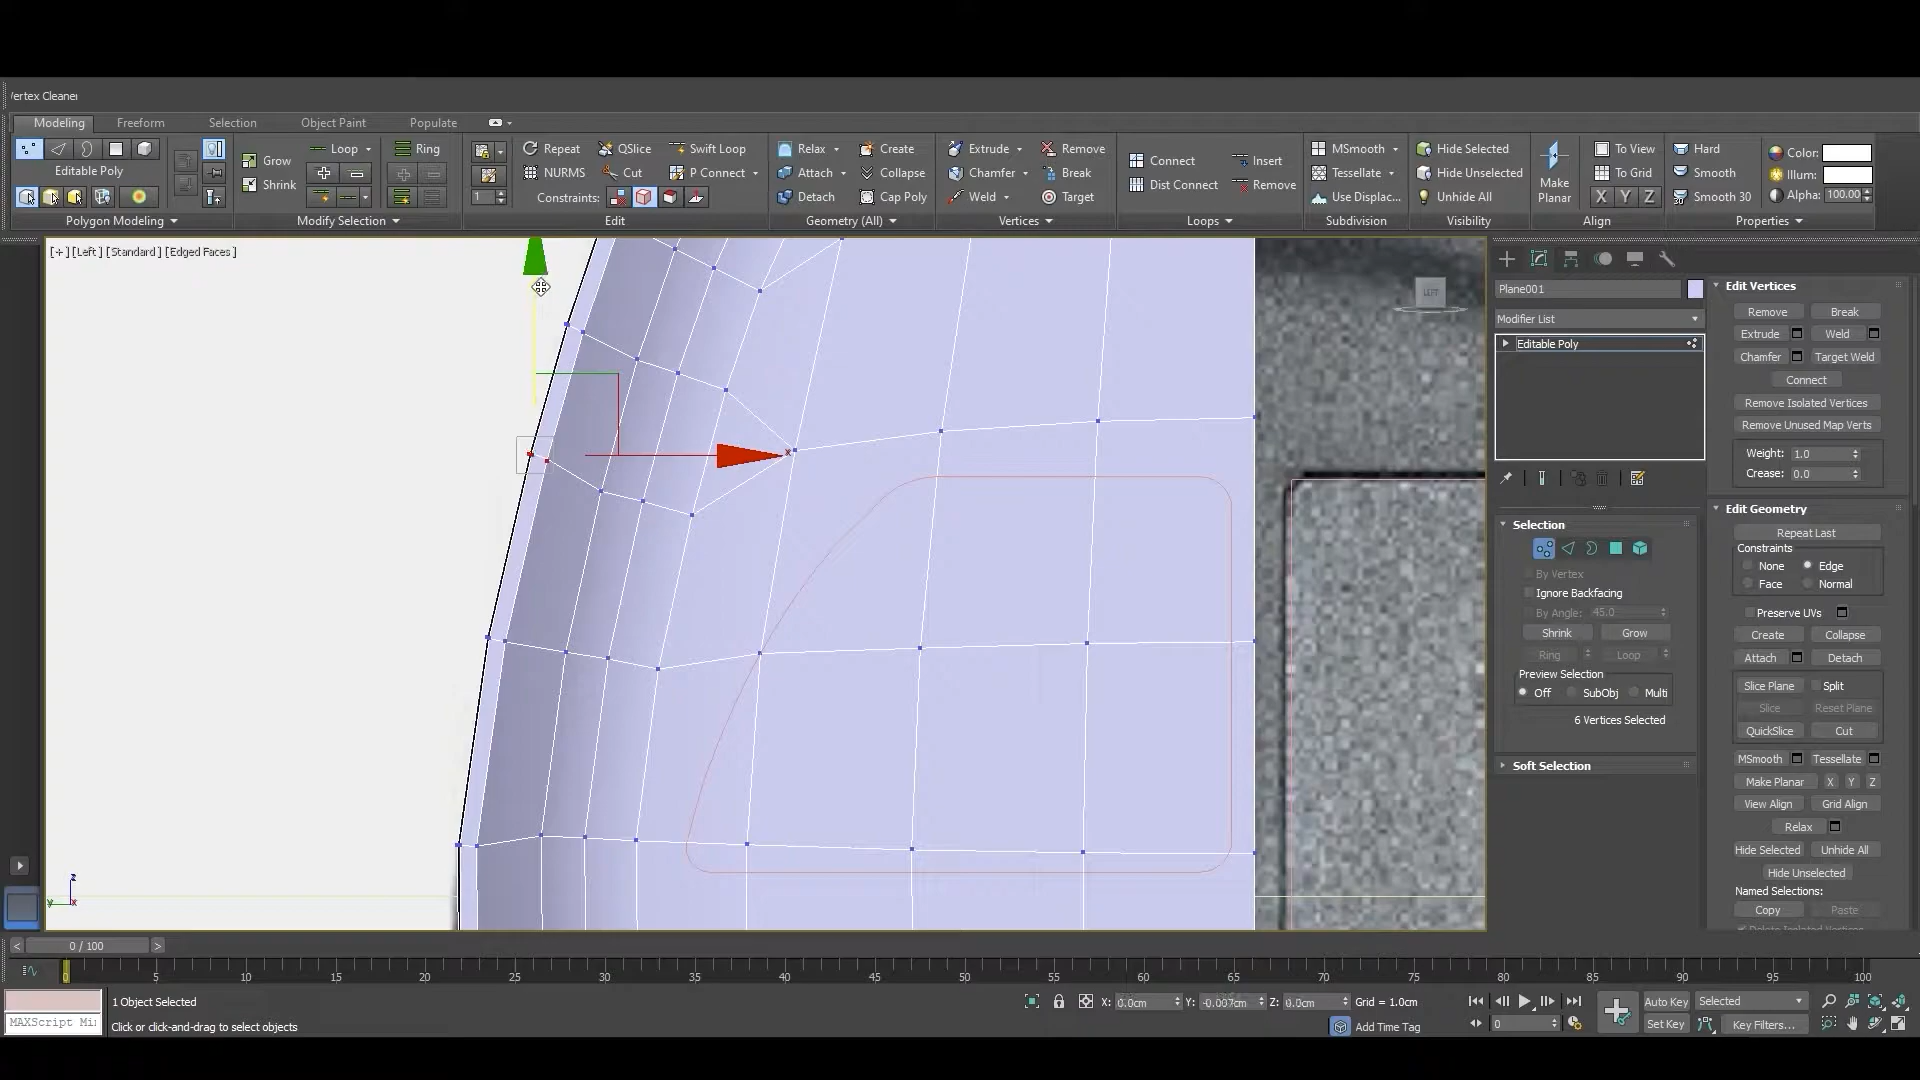 Vertex Cleaner
Modeling Freeform Selection Object Paint Populate
Editable Poly
Polygon Modeling
Grow Loop Ring
Shrink
Modify Selection
Repeat QSlice Swift Loop
NURMS Cut P Connect
1 Constraints:
Edit
Relax Create
Attach Collapse
Detach Cap Poly
Geometry (All)
Extrude Remove
Chamfer Break
Weld Target
Vertices
Connect Insert
Dist Connect Remove
Loops
MSmooth
Tessellate
Use Displac...
Subdivision
Hide Selected
Hide Unselected
Unhide All
Visibility
Make
Planar
To View
To Grid
X Y Z
Align
Hard
Smooth
Smooth 30
Color:
Illum:
Alpha: 100.00
Properties
[+] [Left] [Standard] [Edged Faces]
LEFT
z
y x
Plane001
Modifier List
Editable Poly
Selection
By Vertex
Ignore Backfacing
By Angle: 45.0
Shrink Grow
Ring Loop
Preview Selection
Off SubObj Multi
6 Vertices Selected
Soft Selection
Edit Vertices
Remove Break
Extrude Weld
Chamfer Target Weld
Connect
Remove Isolated Vertices
Remove Unused Map Verts
Weight: 1.0
Crease: 0.0
Edit Geometry
Repeat Last
Constraints
None Edge
Face Normal
Preserve UVs
Create Collapse
Attach Detach
Slice Plane Split
Slice Reset Plane
QuickSlice Cut
MSmooth Tessellate
Make Planar X Y Z
View Align Grid Align
Relax
Hide Selected Unhide All
Hide Unselected
Named Selections:
Copy Paste
Delete Isolated Vertices
< 0 / 100 >
0 5 10 15 20 25 30 35 40 45 50 55 60 65 70 75 80 85 90 95 100
1 Object Selected X: 0.0cm Y: -0.007cm Z: 0.0cm Grid = 1.0cm Auto Key Selected
MAXScript Mi Click or click-and-drag to select objects Add Time Tag 0 Set Key Key Filters...